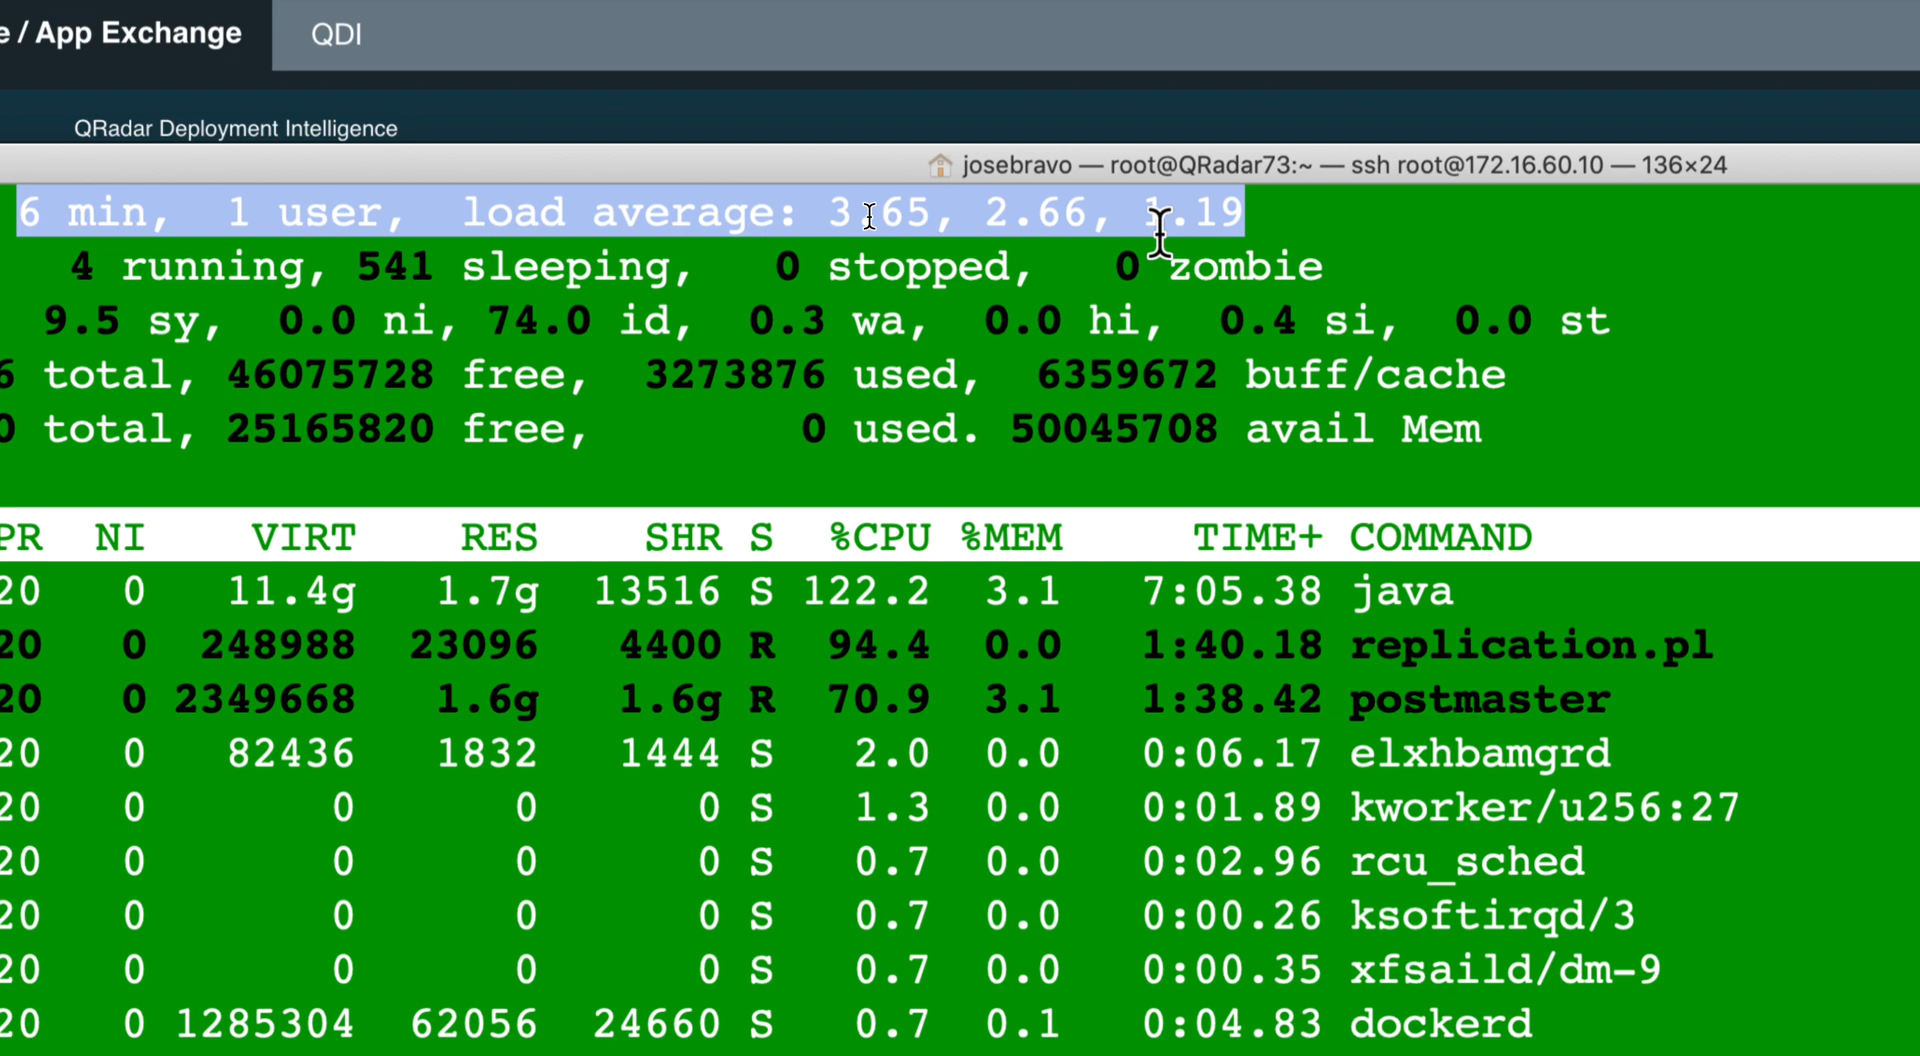 e / App Exchange QDI
QRadar Deployment Intelligence
josebravo — root@QRadar73:~ — ssh root@172.16.60.10 — 136×24
6 min, 1 user, load average: 3.65, 2.66, 1.19
4 running, 541 sleeping, 0 stopped, 0 zombie
9.5 sy, 0.0 ni, 74.0 id, 0.3 wa, 0.0 hi, 0.4 si, 0.0 st
6 total, 46075728 free, 3273876 used, 6359672 buff/cache
0 total, 25165820 free, 0 used. 50045708 avail Mem
PR NI VIRT RES SHR S %CPU %MEM TIME+ COMMAND
20 0 11.4g 1.7g 13516 S 122.2 3.1 7:05.38 java
20 0 248988 23096 4400 R 94.4 0.0 1:40.18 replication.pl
20 0 2349668 1.6g 1.6g R 70.9 3.1 1:38.42 postmaster
20 0 82436 1832 1444 S 2.0 0.0 0:06.17 elxhbamgrd
20 0 0 0 0 S 1.3 0.0 0:01.89 kworker/u256:27
20 0 0 0 0 S 0.7 0.0 0:02.96 rcu_sched
20 0 0 0 0 S 0.7 0.0 0:00.26 ksoftirqd/3
20 0 0 0 0 S 0.7 0.0 0:00.35 xfsaild/dm-9
20 0 1285304 62056 24660 S 0.7 0.1 0:04.83 dockerd